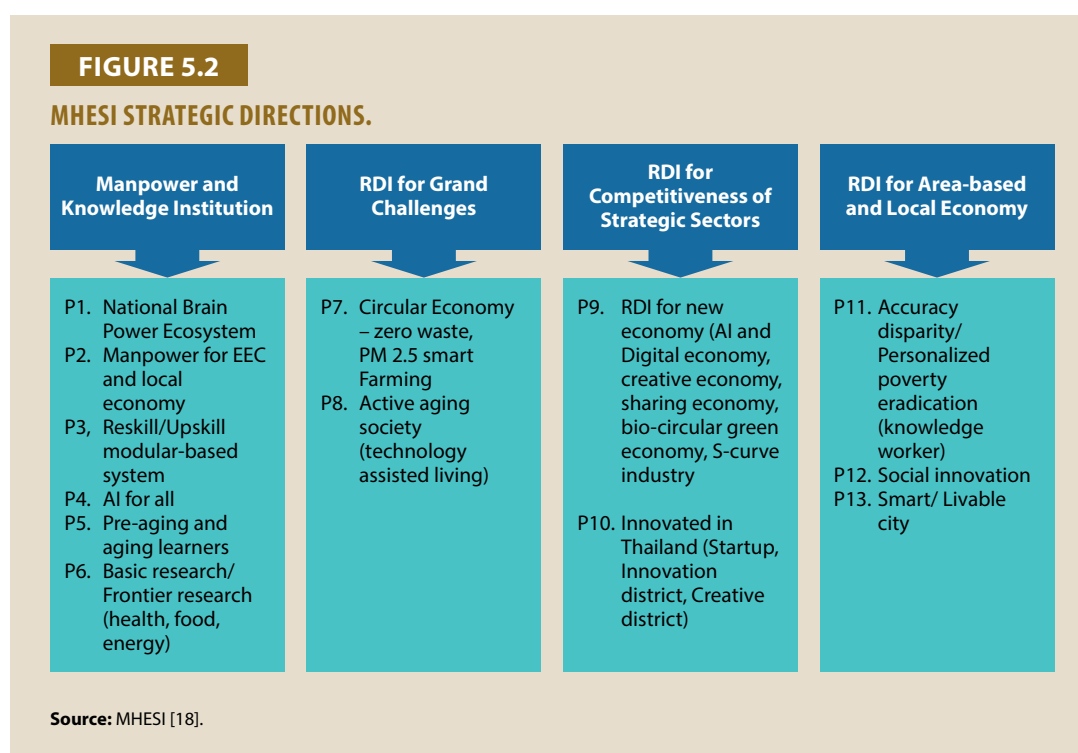 FIGURE 5.2
MHESI STRATEGIC DIRECTIONS.
Manpower and
Knowledge Institution
P1. National Brain
Power Ecosystem
P2. Manpower for EEC
and local
economy
P3, Reskill/Upskill
modular-based
system
P4. AI for all
P5. Pre-aging and
aging learners
P6. Basic research/
Frontier research
(health, food,
energy)
RDI for Grand
Challenges
P7. Circular Economy
– zero waste,
PM 2.5 smart
Farming
P8. Active aging
society
(technology
assisted living)
RDI for
Competitiveness of
Strategic Sectors
P9. RDI for new
economy (AI and
Digital economy,
creative economy,
sharing economy,
bio-circular green
economy, S-curve
industry
P10. Innovated in
Thailand (Startup,
Innovation
district, Creative
district)
RDI for Area-based
and Local Economy
P11. Accuracy
disparity/
Personalized
poverty
eradication
(knowledge
worker)
P12. Social innovation
P13. Smart/ Livable
city
Source: MHESI [18].